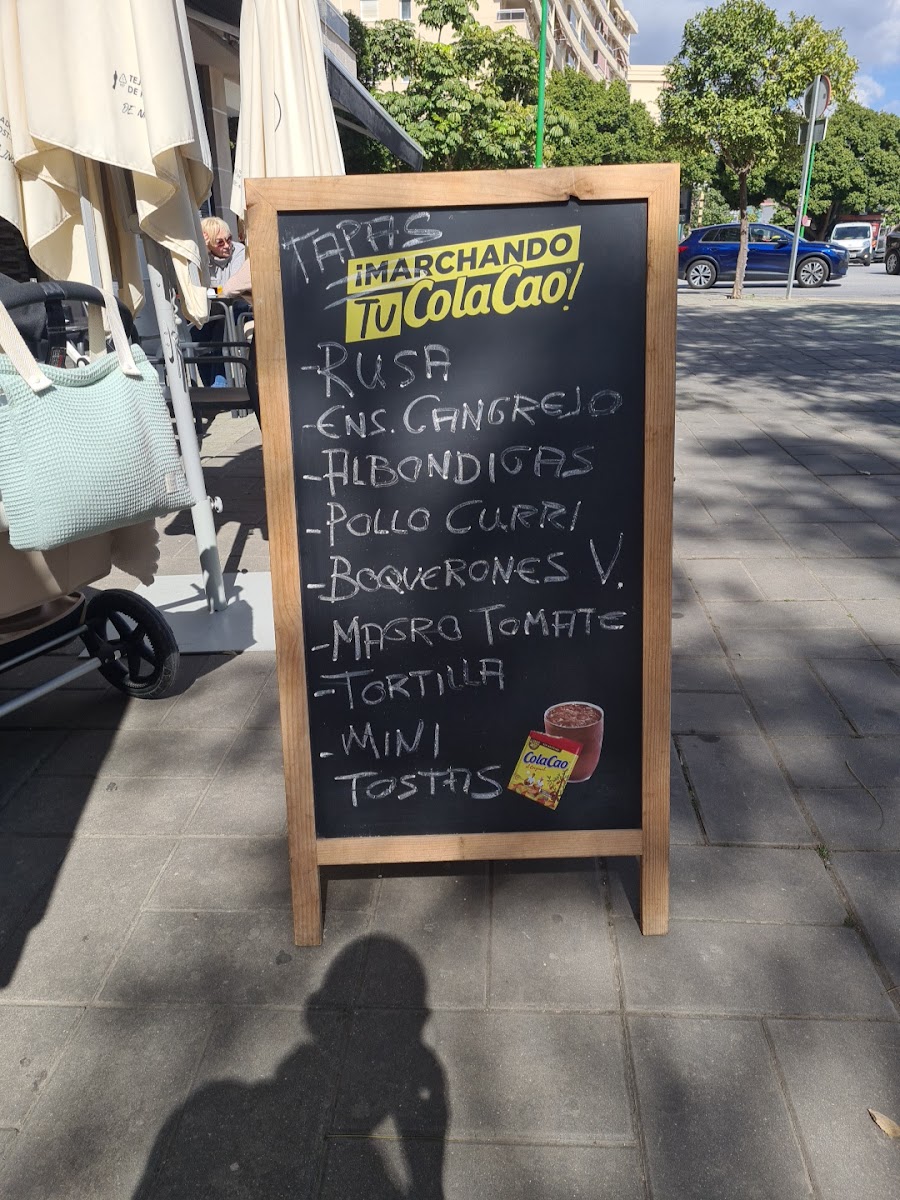 TAPAS
¡MARCHANDO
TU ColaCao!
-RUSA
-ENS. CANGREJO
-ALBONDIGAS
-POLLO CURRI
-BOQUERONES V.
-MAGRO TOMATE
-TORTILLA
-MINI
TOSTAS
ColaCao